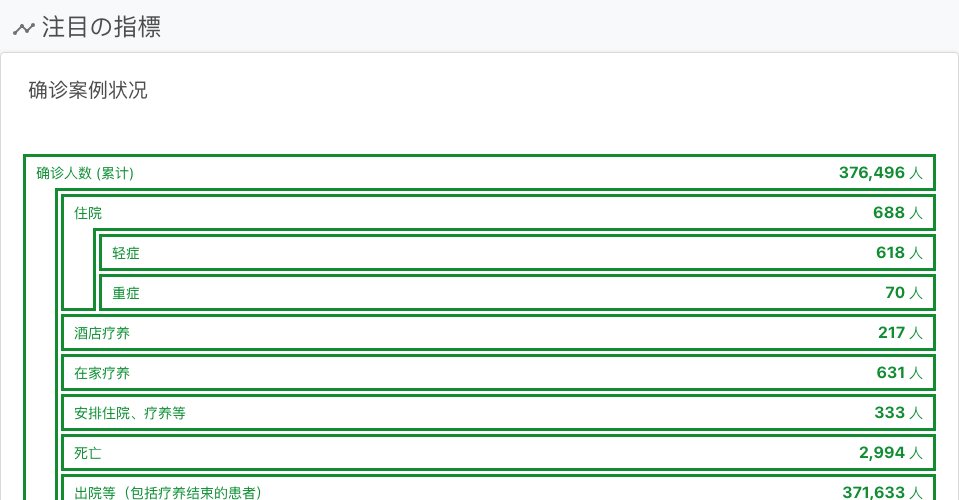 注目の指標
确诊案例状况
确诊人数 (累计) 376,496 人
住院 688 人
轻症 618 人
重症 70 人
酒店疗养 217 人
在家疗养 631 人
安排住院、疗养等 333 人
死亡 2,994 人
出院等（包括疗养结束的患者） 371,633 人